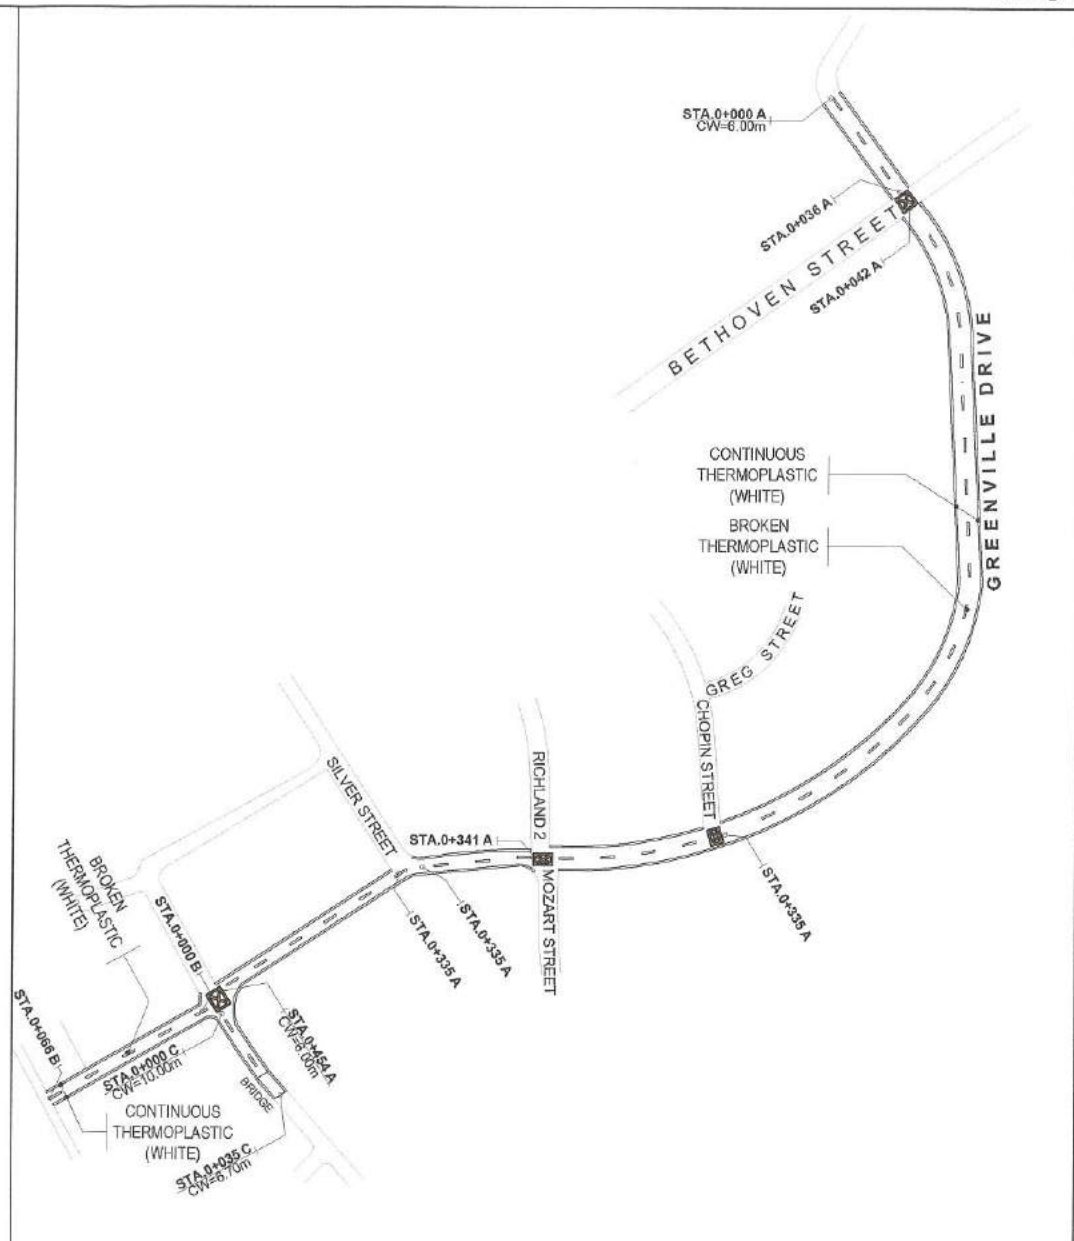 STA.0+000 A
CW=6.00m
STA.0+036 A
BETHOVEN STREET
STA.0+042 A
GREENVILLE DRIVE
CONTINUOUS
THERMOPLASTIC
(WHITE)
BROKEN
THERMOPLASTIC
(WHITE)
GREG STREET
CHOPIN STREET
RICHLAND 2
SILVER STREET
STA.0+341 A
MOZART STREET
STA.0+335 A
STA.0+335 A
STA.0+335 A
BROKEN
THERMOPLASTIC
(WHITE)
STA.0+000 B
STA.0+066 B
STA.0+454 A
CW=6.00m
STA.0+000 C
CW=10.00m
BRIDGE
CONTINUOUS
THERMOPLASTIC
(WHITE)
STA.0+035 C
CW=6.70m